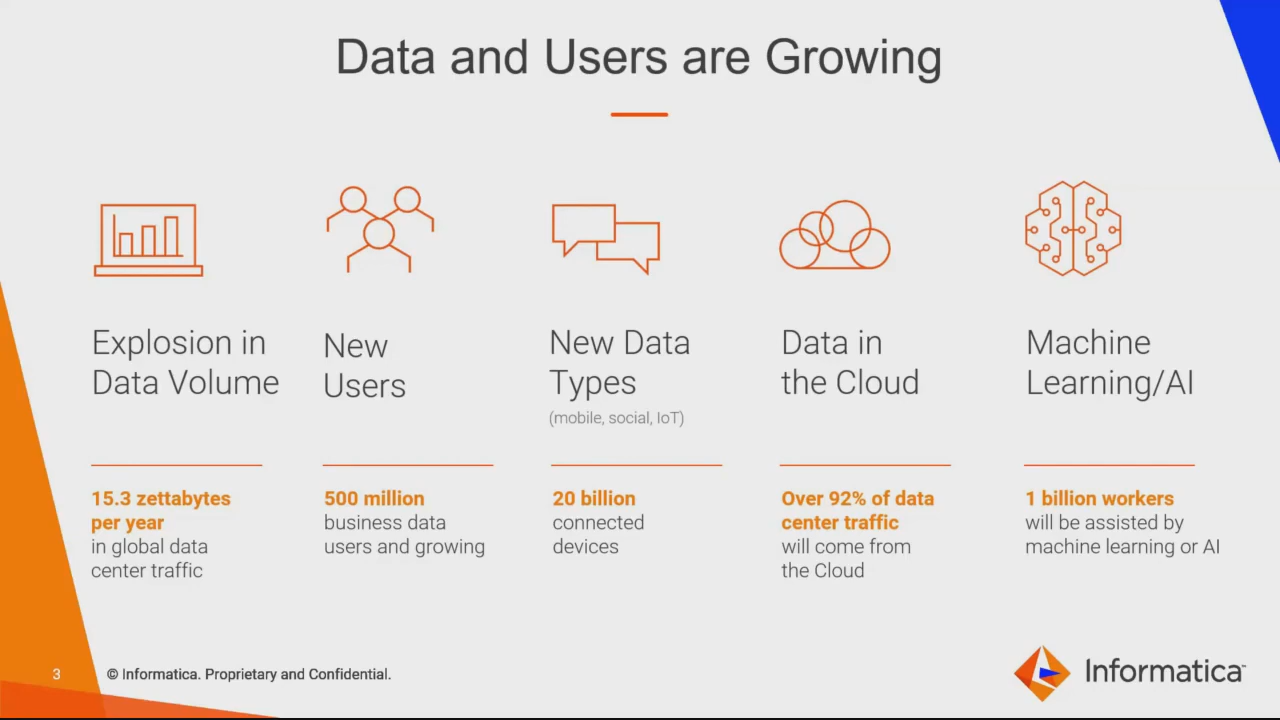 Data and Users are Growing
Explosion in
Data Volume
15.3 zettabytes
per year
in global data
center traffic
New
Users
500 million
business data
users and growing
New Data
Types
(mobile, social, IoT)
20 billion
connected
devices
Data in
the Cloud
Over 92% of data
center traffic
will come from
the Cloud
Machine
Learning/AI
1 billion workers
will be assisted by
machine learning or AI
3
© Informatica. Proprietary and Confidential.
Informatica™